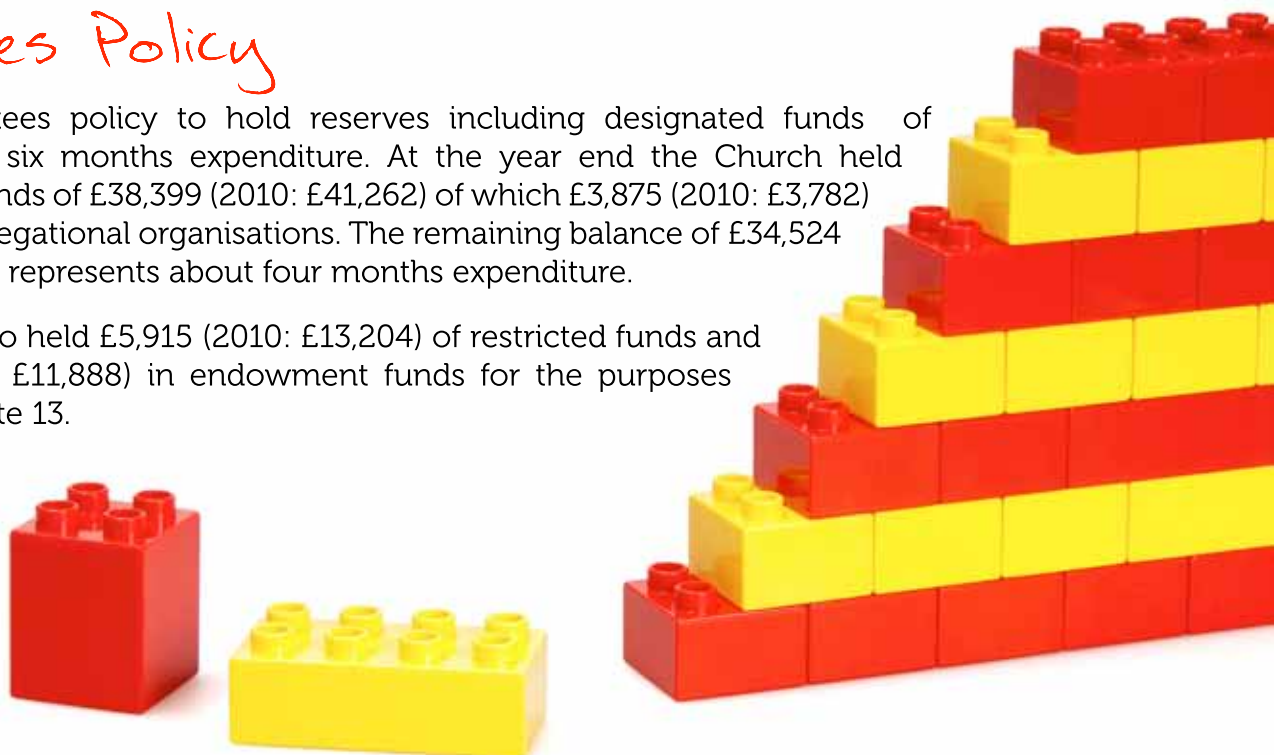 es Policy
tees policy to hold reserves including designated funds of
six months expenditure. At the year end the Church held
nds of £38,399 (2010: £41,262) of which £3,875 (2010: £3,782)
egational organisations. The remaining balance of £34,524
represents about four months expenditure.
o held £5,915 (2010: £13,204) of restricted funds and
£11,888) in endowment funds for the purposes
te 13.